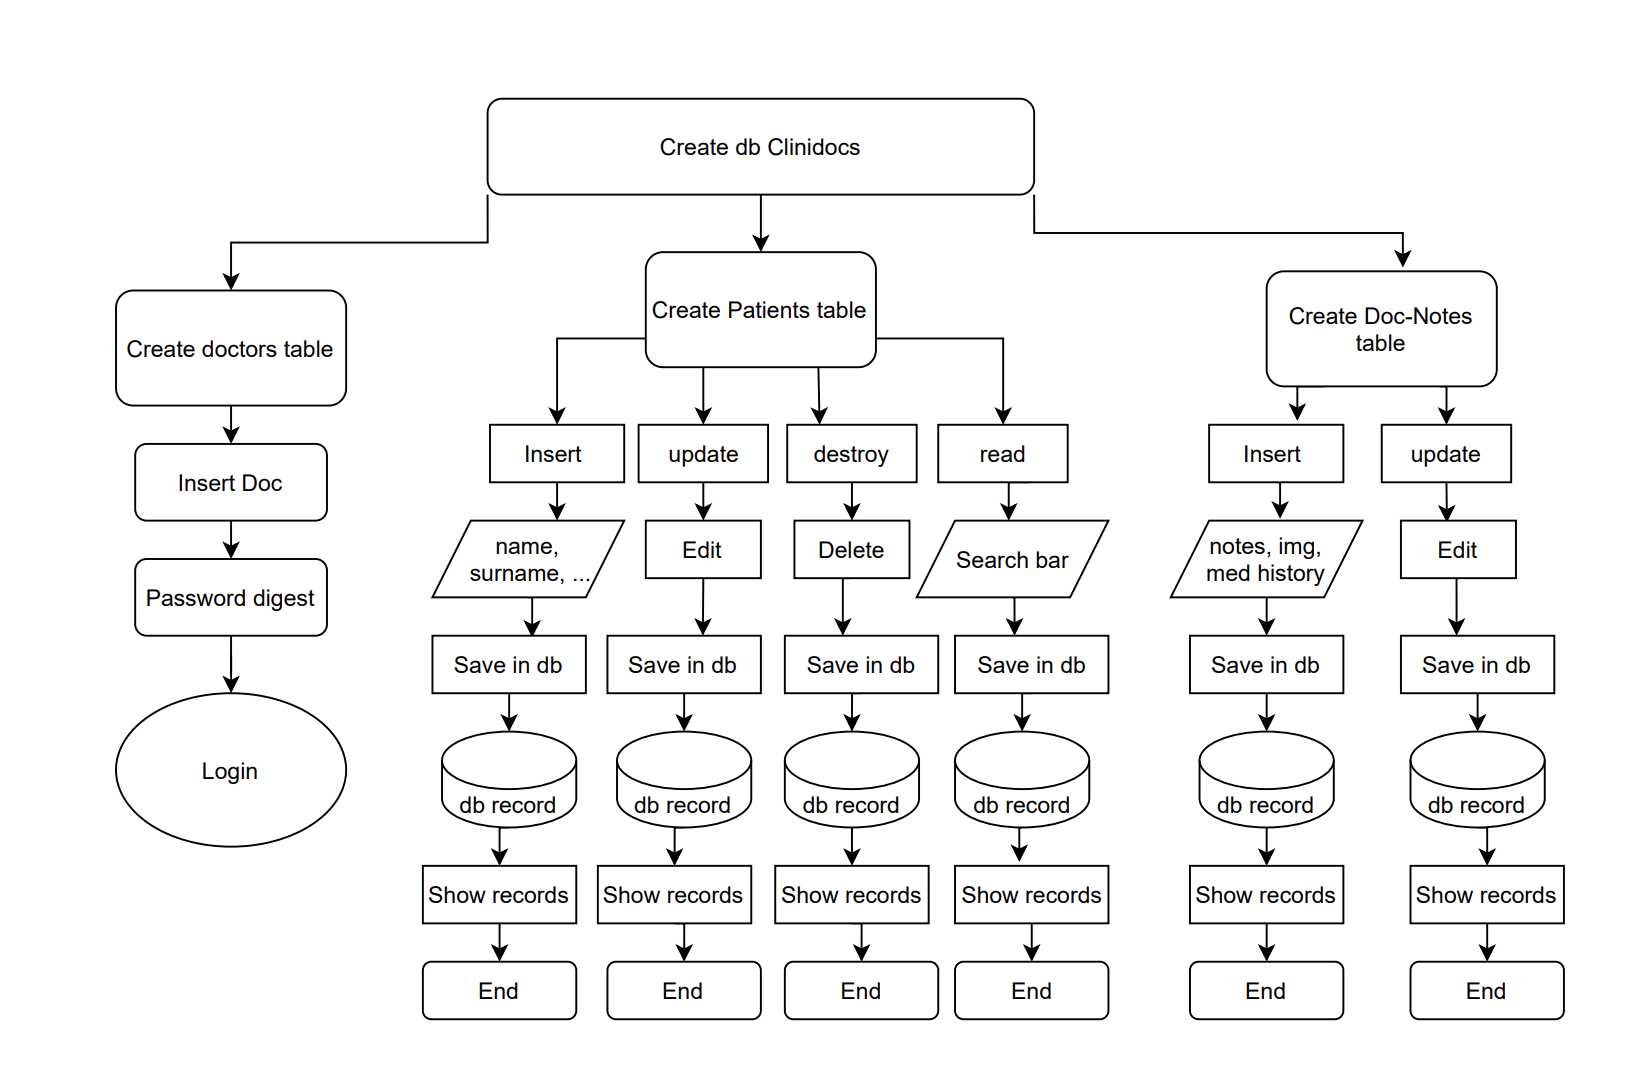 Create db Clinidocs
Create doctors table
Create Patients table
Create Doc-Notes
table
Insert Doc
Password digest
Login
Insert
update
destroy
read
Insert
update
name,
surname, ...
Edit
Delete
Search bar
notes, img,
med history
Edit
Save in db
Save in db
Save in db
Save in db
Save in db
Save in db
db record
db record
db record
db record
db record
db record
Show records
Show records
Show records
Show records
Show records
Show records
End
End
End
End
End
End